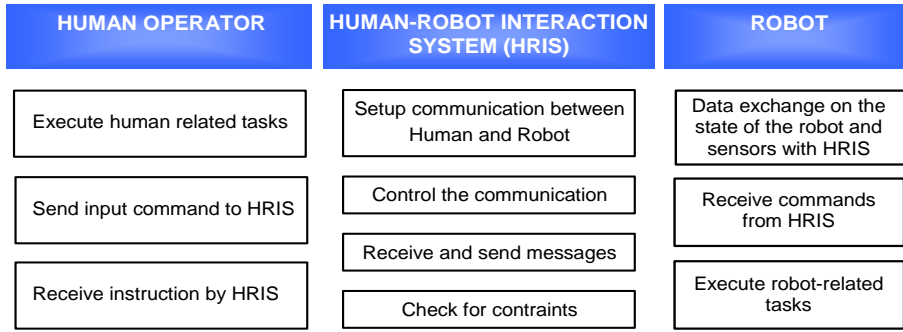 HUMAN OPERATOR
Execute human related tasks
Send input command to HRIS
Receive instruction by HRIS
HUMAN-ROBOT INTERACTION
SYSTEM (HRIS)
Setup communication between
Human and Robot
Control the communication
Receive and send messages
Check for contraints
ROBOT
Data exchange on the
state of the robot and
sensors with HRIS
Receive commands
from HRIS
Execute robot-related
tasks